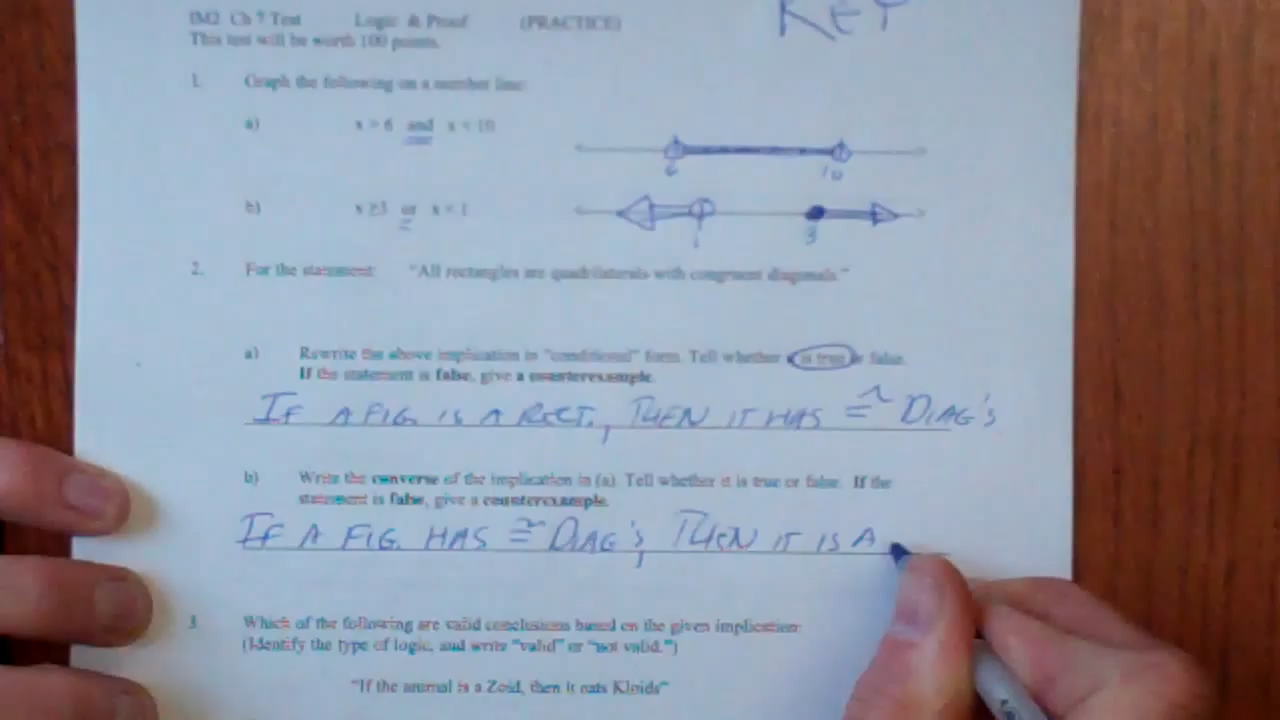 IM2 Ch 7 Test Logic & Proof (PRACTICE) KEY
This test will be worth 100 points.
1. Graph the following on a number line:
a) x > 6 and x < 10
6 10
b) x ≥ 3 or x < 1
1 3
2. For the statement: "All rectangles are quadrilaterals with congruent diagonals."
a) Rewrite the above implication in "conditional" form. Tell whether is true false.
If the statement is false, give a counterexample.
IF A FIG. IS A RECT., THEN IT HAS ≅ DIAG'S
b) Write the converse of the implication in (a). Tell whether it is true or false. If the
statement is false, give a counterexample.
IF A FIG. HAS ≅ DIAG'S, THEN IT IS A
3. Which of the following are valid conclusions based on the given implication:
(Identify the type of logic, and write "valid" or "not valid.")
"If the animal is a Zoid, then it eats Kloids"